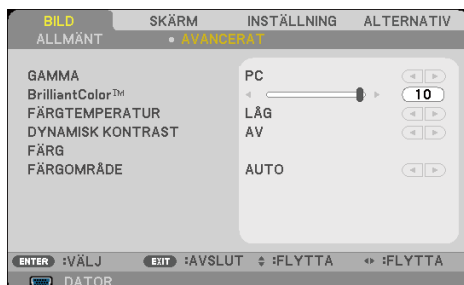 BILD SKÄRM INSTÄLLNING ALTERNATIV
ALLMÄNT • AVANCERAT
GAMMA PC
BrilliantColor™ 10
FÄRGTEMPERATUR LÅG
DYNAMISK KONTRAST AV
FÄRG
FÄRGOMRÅDE AUTO
ENTER :VÄLJ EXIT :AVSLUT :FLYTTA :FLYTTA
DATOR